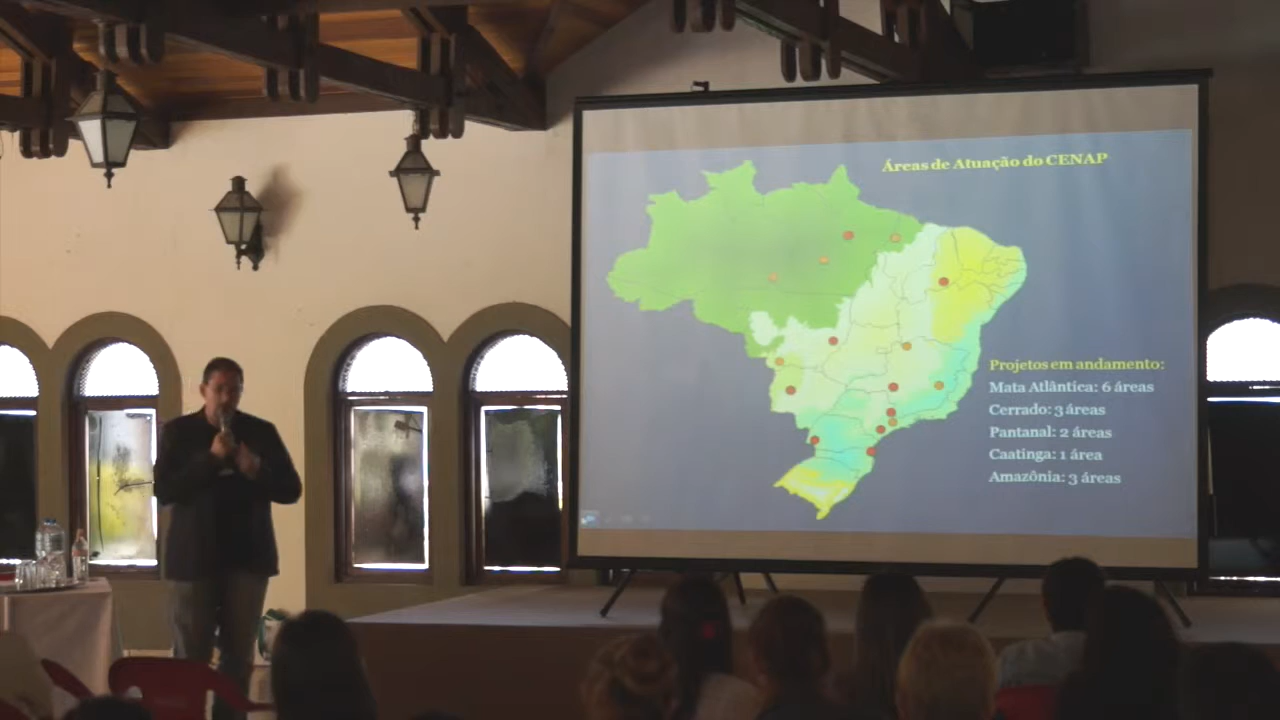 Áreas de Atuação do CENAP
Projetos em andamento:
Mata Atlântica: 6 áreas
Cerrado: 3 áreas
Pantanal: 2 áreas
Caatinga: 1 área
Amazônia: 3 áreas